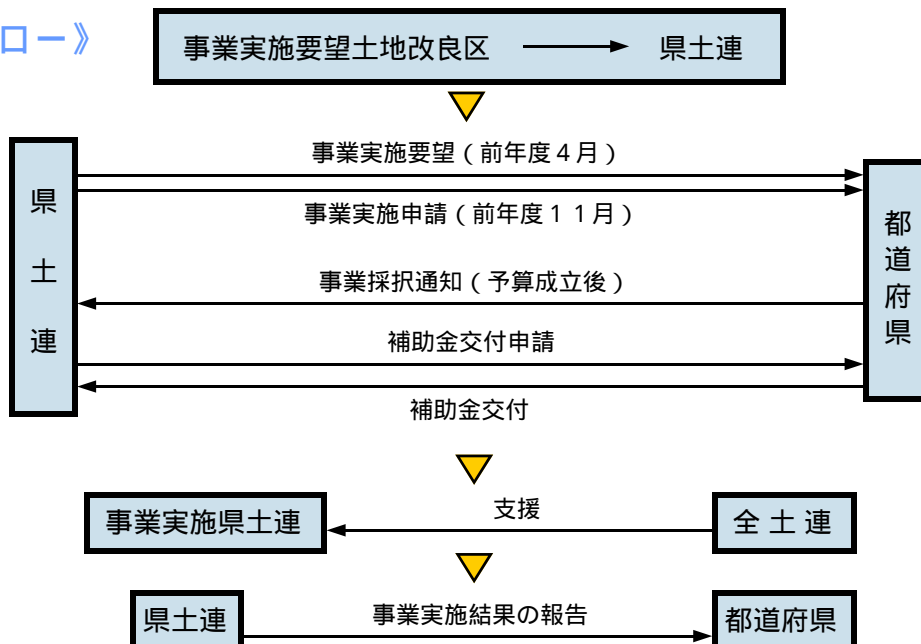 ロー》
事業実施要望土地改良区 県土連
事業実施要望(前年度4月)
事業実施申請(前年度11月)
県土連
都道府県
事業採択通知(予算成立後)
補助金交付申請
補助金交付
支援
事業実施県土連 全土連
県土連 事業実施結果の報告 都道府県